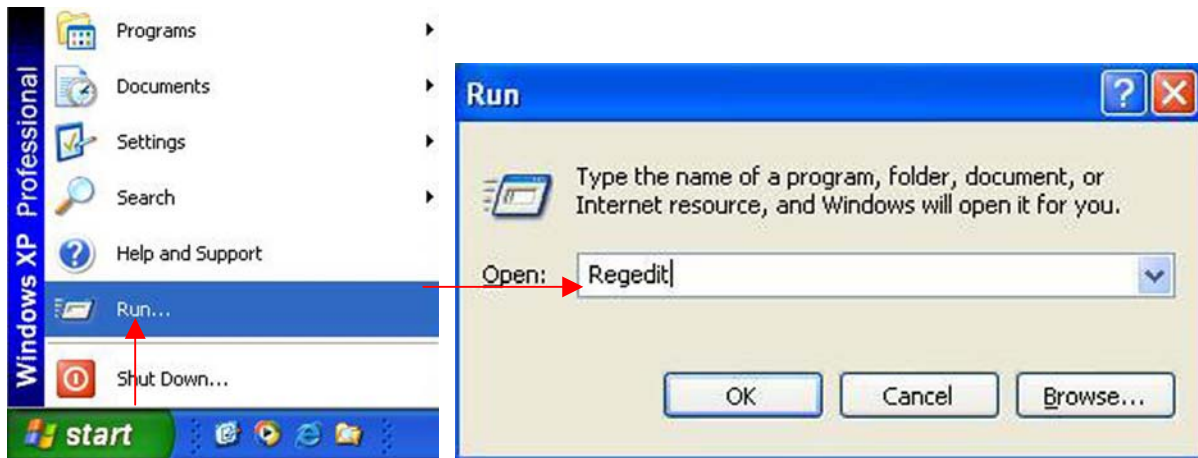 Windows XP Professional
Programs
Documents
Settings
Search
Help and Support
Run...
Shut Down...
start
Run
Type the name of a program, folder, document, or
Internet resource, and Windows will open it for you.
Open: Regedit
OK Cancel Browse...